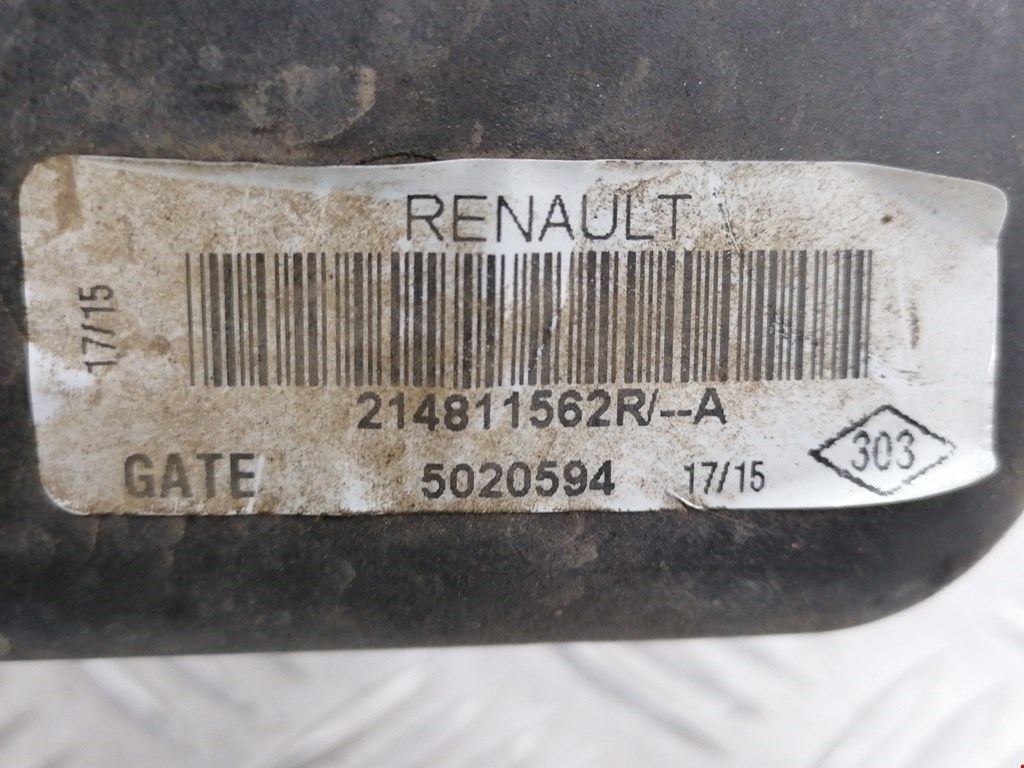 RENAULT
17/15
214811562R/--A
GATE 5020594 17/15 303